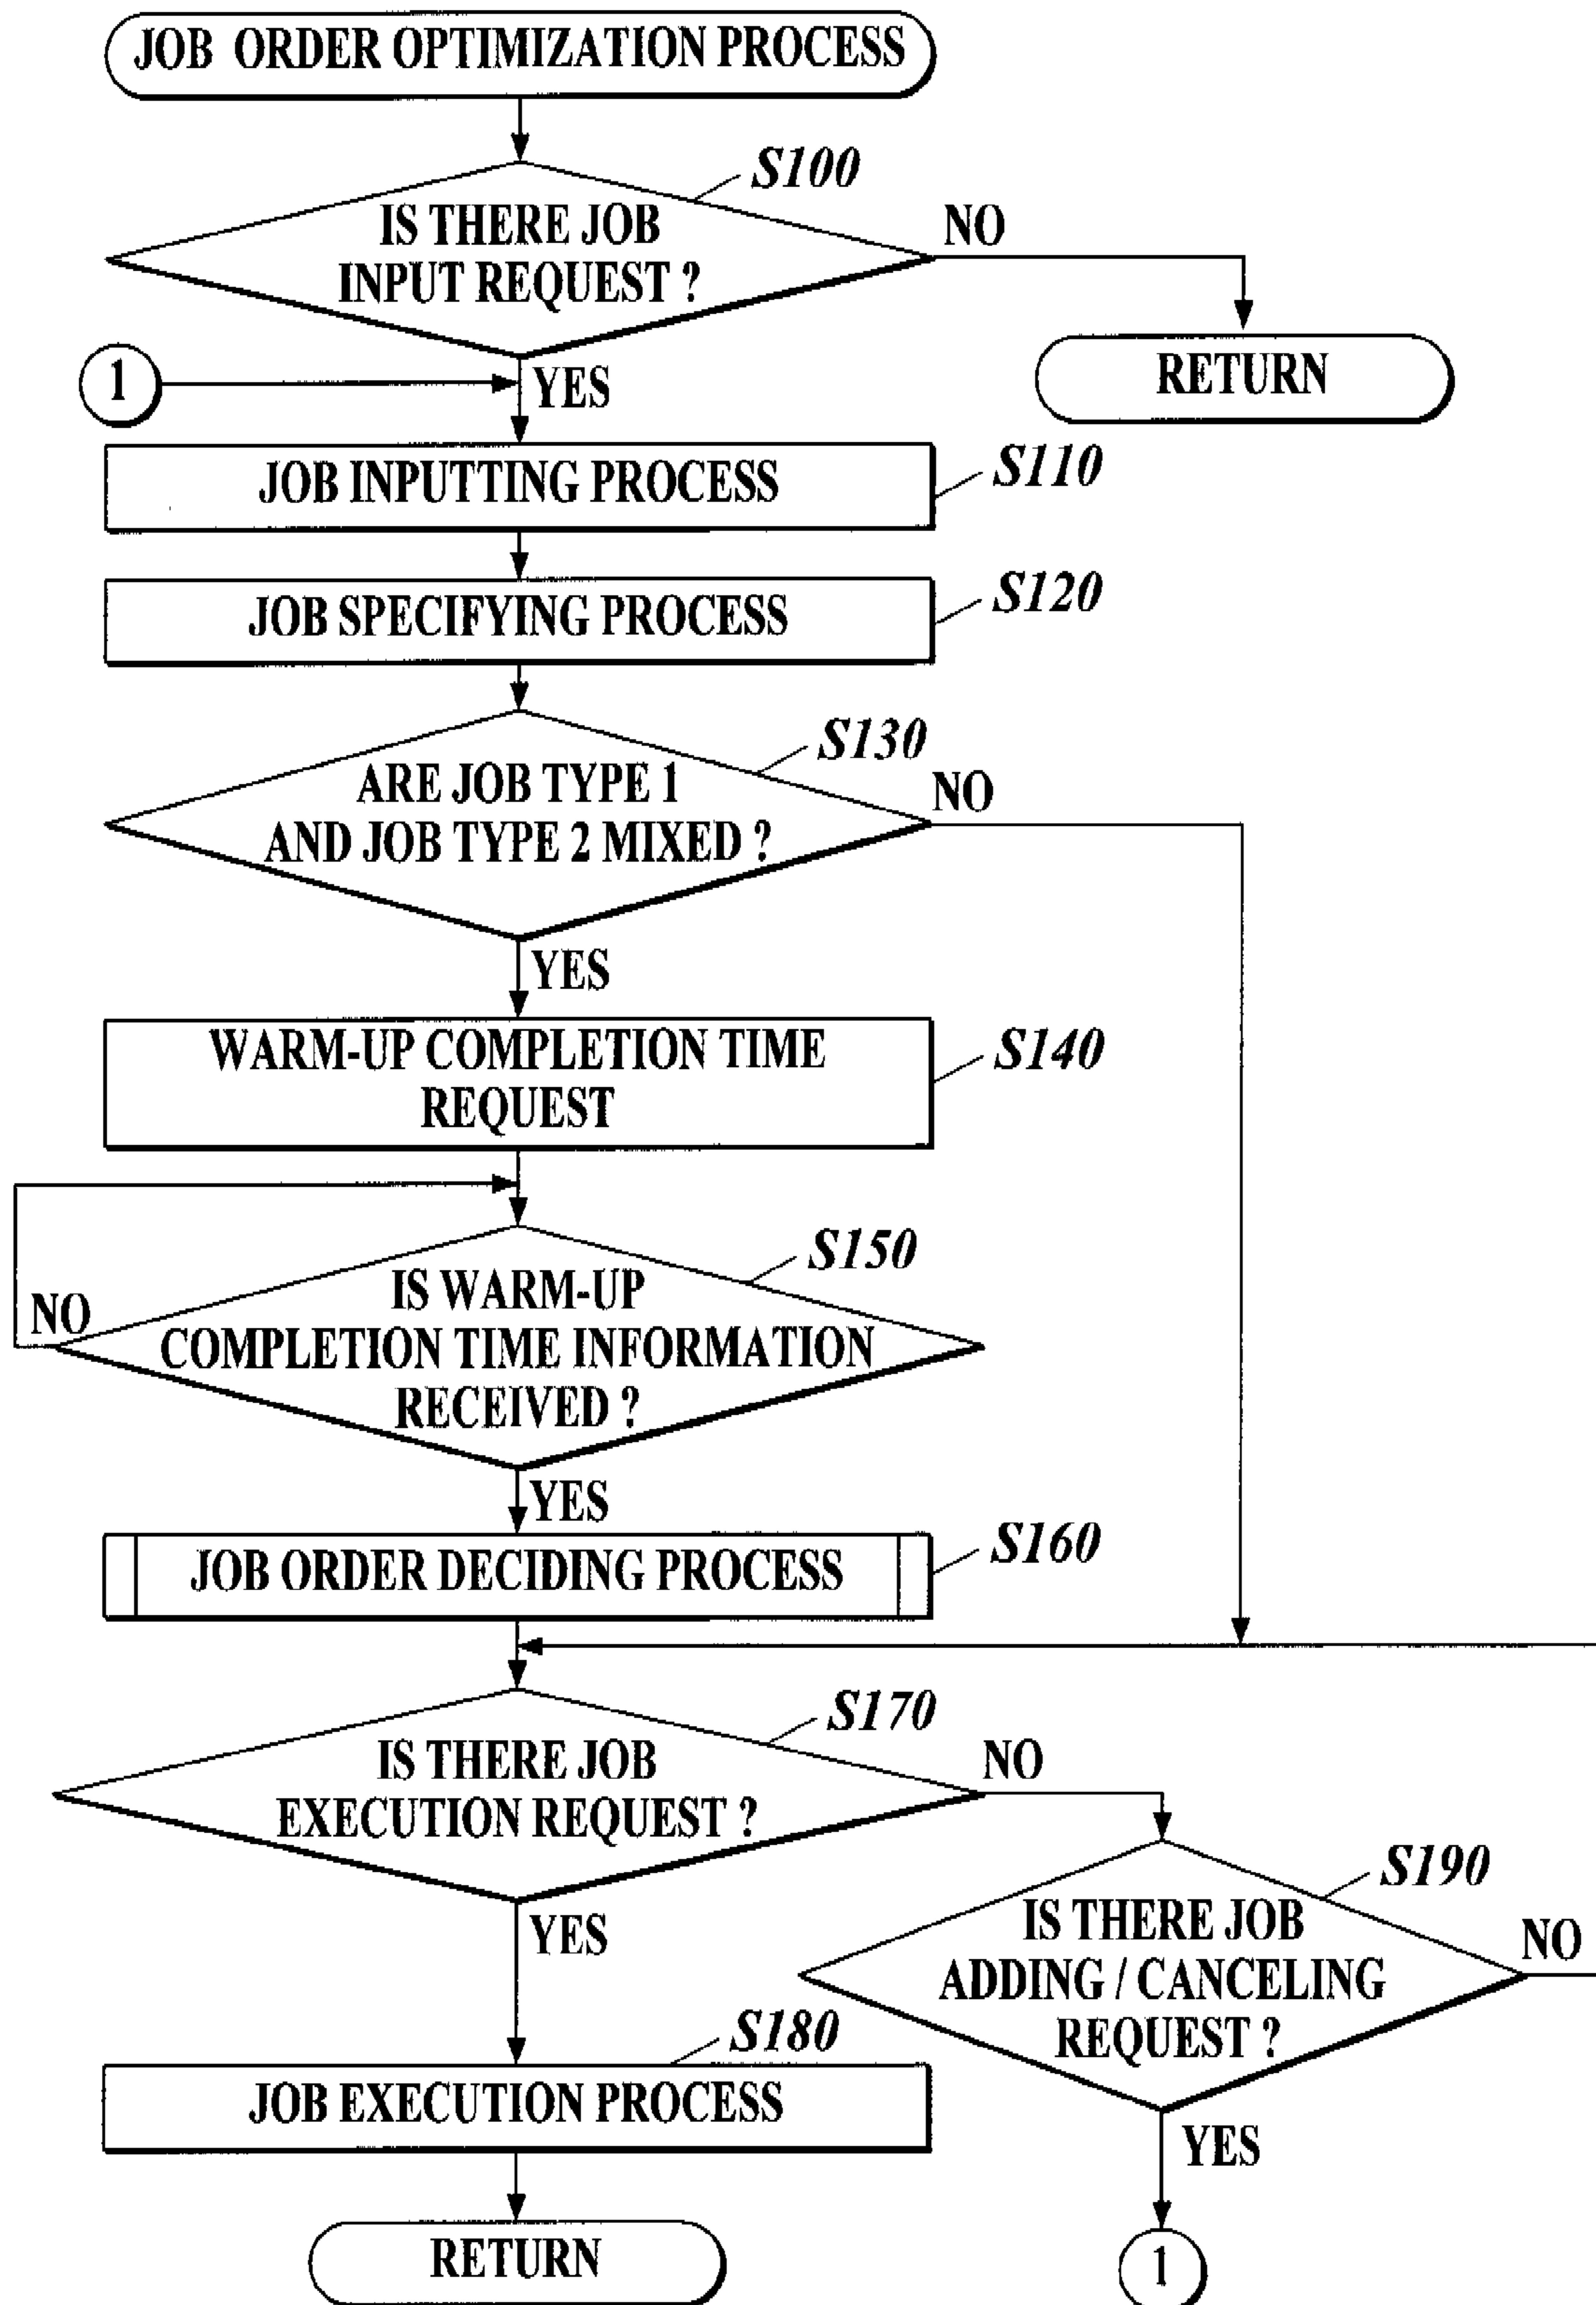 JOB ORDER OPTIMIZATION PROCESS
S100
IS THERE JOB
INPUT REQUEST ?
NO
RETURN
1
YES
JOB INPUTTING PROCESS
S110
JOB SPECIFYING PROCESS
S120
S130
ARE JOB TYPE 1
AND JOB TYPE 2 MIXED ?
NO
YES
WARM-UP COMPLETION TIME
REQUEST
S140
S150
IS WARM-UP
COMPLETION TIME INFORMATION
RECEIVED ?
NO
YES
JOB ORDER DECIDING PROCESS
S160
S170
IS THERE JOB
EXECUTION REQUEST ?
NO
YES
S190
IS THERE JOB
ADDING / CANCELING
REQUEST ?
NO
YES
1
S180
JOB EXECUTION PROCESS
RETURN